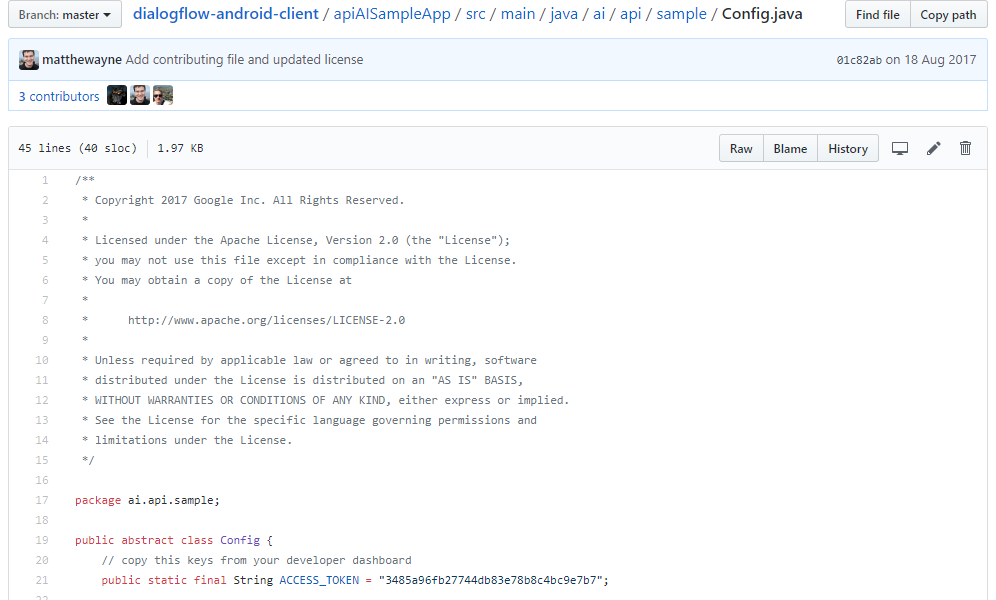 Branch: master dialogflow-android-client / apiAISampleApp / src / main / java / ai / api / sample / Config.java Find file Copy path
matthewayne Add contributing file and updated license 01c82ab on 18 Aug 2017
3 contributors
45 lines (40 sloc) 1.97 KB Raw Blame History
1 /**
2 * Copyright 2017 Google Inc. All Rights Reserved.
3 *
4 * Licensed under the Apache License, Version 2.0 (the "License");
5 * you may not use this file except in compliance with the License.
6 * You may obtain a copy of the License at
7 *
8 * http://www.apache.org/licenses/LICENSE-2.0
9 *
10 * Unless required by applicable law or agreed to in writing, software
11 * distributed under the License is distributed on an "AS IS" BASIS,
12 * WITHOUT WARRANTIES OR CONDITIONS OF ANY KIND, either express or implied.
13 * See the License for the specific language governing permissions and
14 * limitations under the License.
15 */
16
17 package ai.api.sample;
18
19 public abstract class Config {
20 // copy this keys from your developer dashboard
21 public static final String ACCESS_TOKEN = "3485a96fb27744db83e78b8c4bc9e7b7";